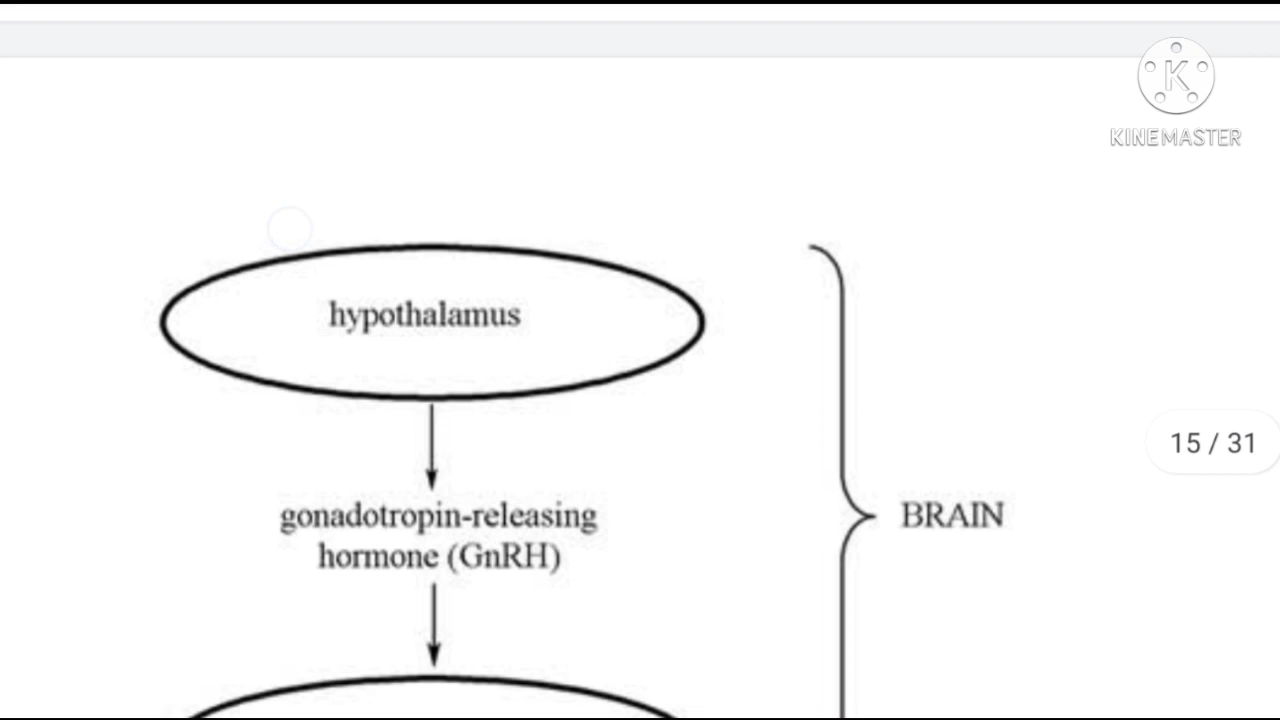 K
KINEMASTER
hypothalamus
15 / 31
gonadotropin-releasing
hormone (GnRH)
BRAIN